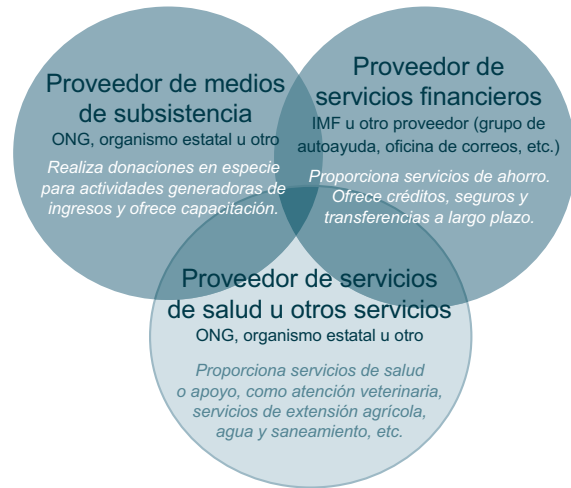 Proveedor de medios
de subsistencia
ONG, organismo estatal u otro
Realiza donaciones en especie
para actividades generadoras de
ingresos y ofrece capacitación.
Proveedor de
servicios financieros
IMF u otro proveedor (grupo de
autoayuda, oficina de correos, etc.)
Proporciona servicios de ahorro.
Ofrece créditos, seguros y
transferencias a largo plazo.
Proveedor de servicios
de salud u otros servicios
ONG, organismo estatal u otro
Proporciona servicios de salud
o apoyo, como atención veterinaria,
servicios de extensión agrícola,
agua y saneamiento, etc.